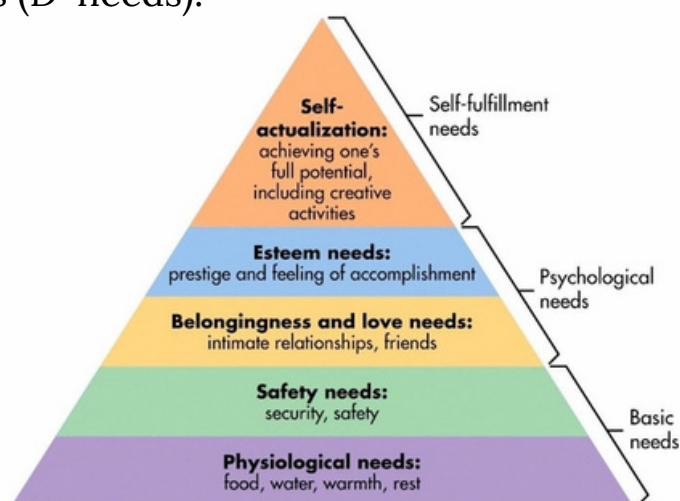 s (D-needs).
Self-
actualization:
achieving one's
full potential,
including creative
activities
Self-fulfillment
needs
Esteem needs:
prestige and feeling of accomplishment
Psychological
needs
Belongingness and love needs:
intimate relationships, friends
Safety needs:
security, safety
Basic
needs
Physiological needs:
food, water, warmth, rest